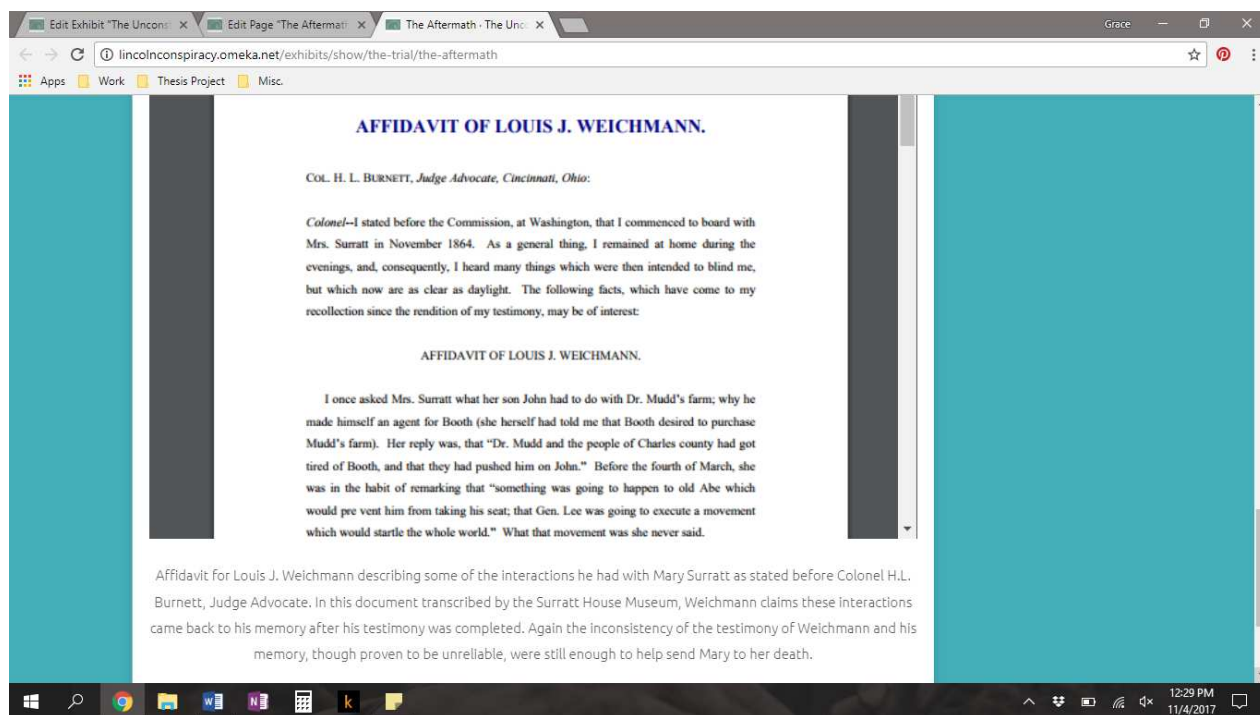 Edit Exhibit "The Uncons
Edit Page "The Aftermat
The Aftermath · The Unc
Grace
lincolnconspiracy.omeka.net/exhibits/show/the-trial/the-aftermath
Apps Work Thesis Project Misc.
AFFIDAVIT OF LOUIS J. WEICHMANN.
COL. H. L. BURNETT, Judge Advocate, Cincinnati, Ohio:
Colonel--I stated before the Commission, at Washington, that I commenced to board with
Mrs. Surratt in November 1864. As a general thing, I remained at home during the
evenings, and, consequently, I heard many things which were then intended to blind me,
but which now are as clear as daylight. The following facts, which have come to my
recollection since the rendition of my testimony, may be of interest:
AFFIDAVIT OF LOUIS J. WEICHMANN.
I once asked Mrs. Surratt what her son John had to do with Dr. Mudd's farm; why he
made himself an agent for Booth (she herself had told me that Booth desired to purchase
Mudd's farm). Her reply was, that "Dr. Mudd and the people of Charles county had got
tired of Booth, and that they had pushed him on John." Before the fourth of March, she
was in the habit of remarking that "something was going to happen to old Abe which
would pre vent him from taking his seat; that Gen. Lee was going to execute a movement
which would startle the whole world." What that movement was she never said.
Affidavit for Louis J. Weichmann describing some of the interactions he had with Mary Surratt as stated before Colonel H.L.
Burnett, Judge Advocate. In this document transcribed by the Surratt House Museum, Weichmann claims these interactions
came back to his memory after his testimony was completed. Again the inconsistency of the testimony of Weichmann and his
memory, though proven to be unreliable, were still enough to help send Mary to her death.
12:29 PM
11/4/2017